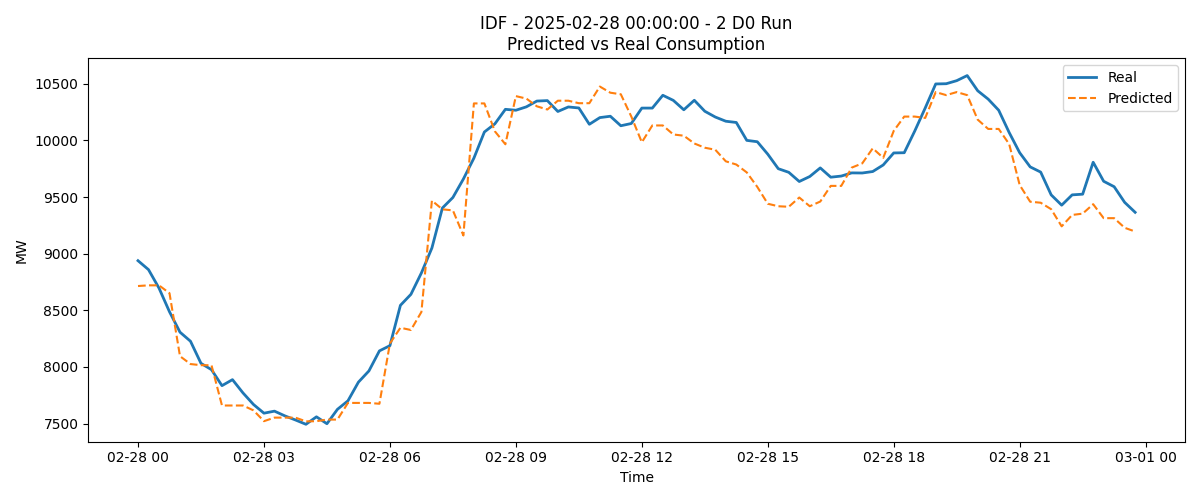 IDF - 2025-02-28 00:00:00 - 2 D0 Run
Predicted vs Real Consumption
Real
Predicted
10500
10000
9500
9000
8500
8000
7500
MW
02-28 00
02-28 03
02-28 06
02-28 09
02-28 12
02-28 15
02-28 18
02-28 21
03-01 00
Time